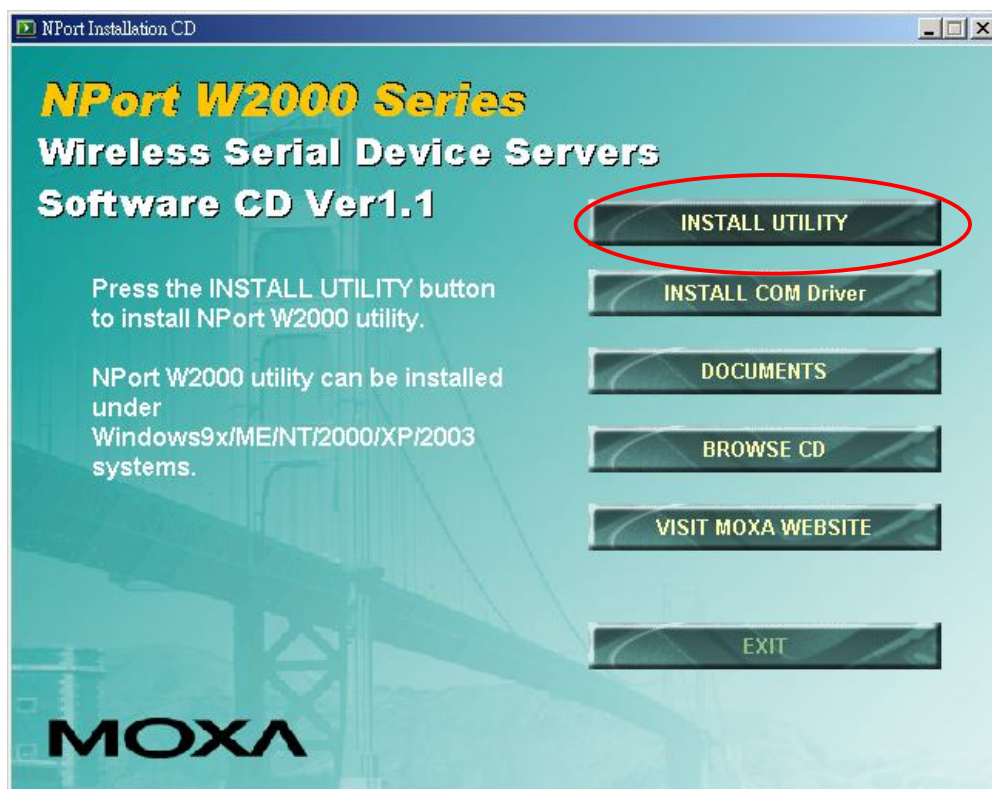 NPort Installation CD
NPort W2000 Series
Wireless Serial Device Servers
Software CD Ver1.1
INSTALL UTILITY
Press the INSTALL UTILITY button
to install NPort W2000 utility.
NPort W2000 utility can be installed
under
Windows9x/ME/NT/2000/XP/2003
systems.
INSTALL COM Driver
DOCUMENTS
BROWSE CD
VISIT MOXA WEBSITE
EXIT
MOXA